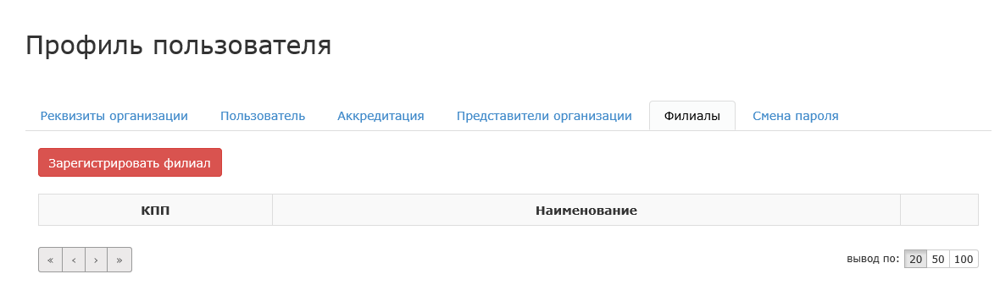 Профиль пользователя
Реквизиты организации Пользователь Аккредитация Представители организации Филиалы Смена пароля
Зарегистрировать филиал
КПП Наименование
« ‹ › » вывод по: 20 50 100